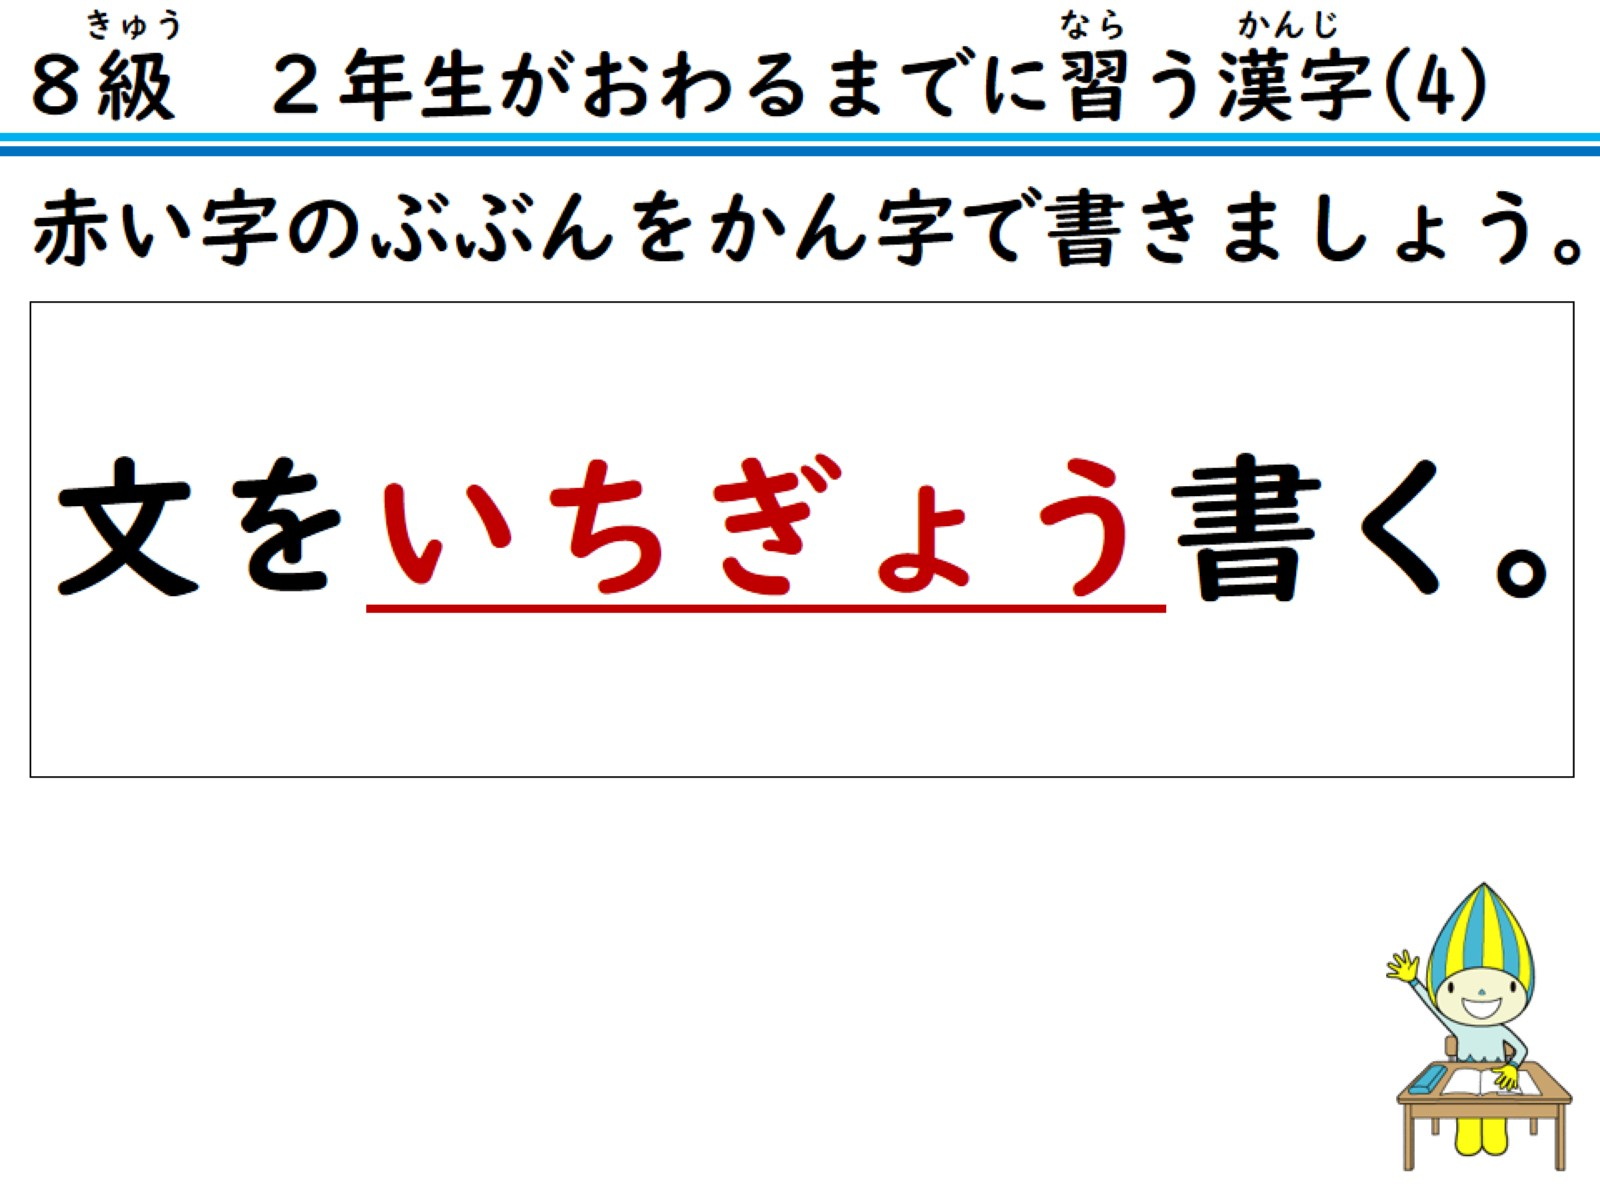 きゅう なら かんじ
８級　２年生がおわるまでに習う漢字(4)
赤い字のぶぶんをかん字で書きましょう。
文をいちぎょう書く。